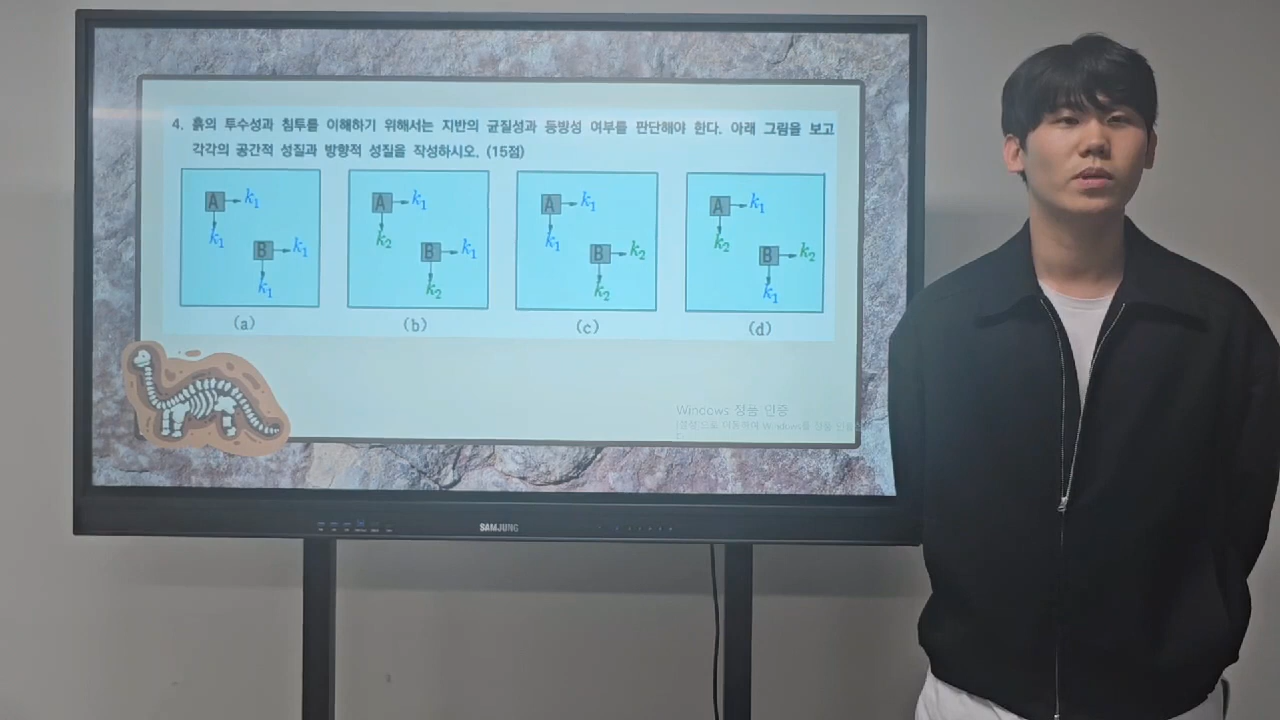 4. 흙의 투수성과 침투를 이해하기 위해서는 지반의 균질성과 등방성 여부를 판단해야 한다. 아래 그림을 보고
각각의 공간적 성질과 방향적 성질을 작성하시오. (15점)
A k₁ k₁ B k₁ k₁
A k₁ k₂ B k₁ k₂
A k₁ k₁ B k₂ k₂
A k₁ k₂ B k₂ k₁
(a) (b) (c) (d)
Windows 정품 인증
SAMJUNG